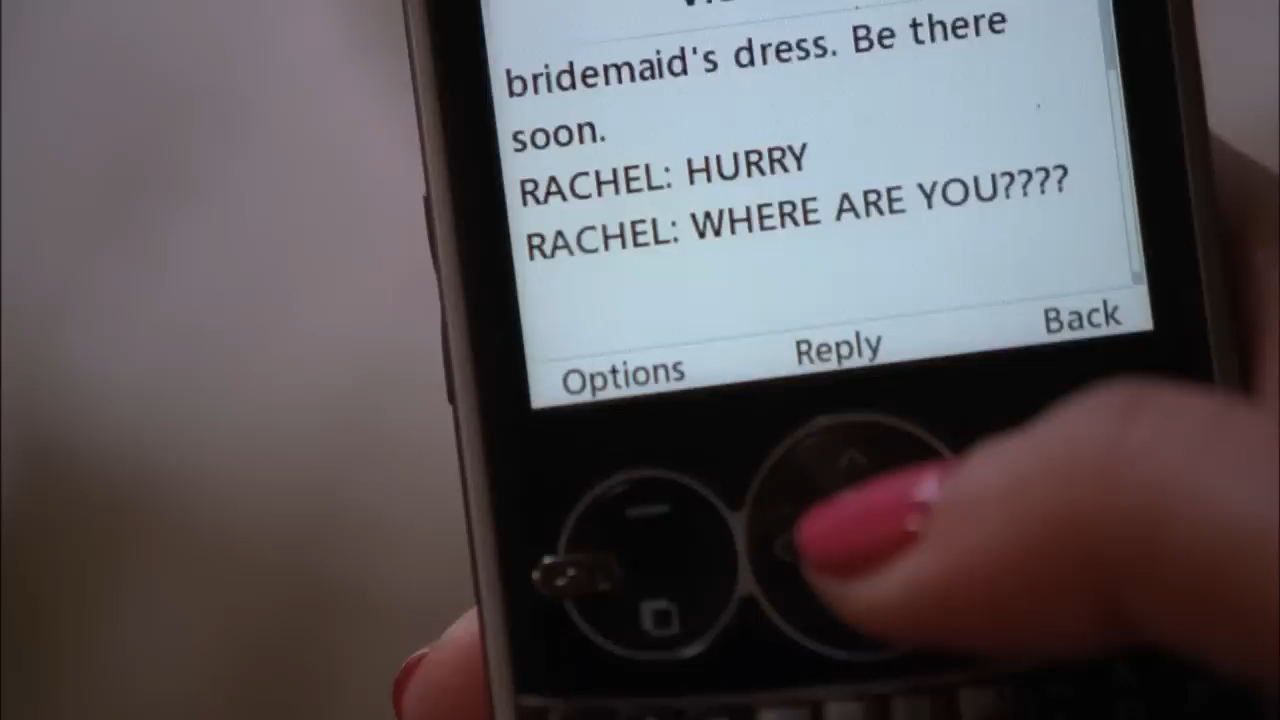 bridemaid's dress. Be there
soon.
RACHEL: HURRY
RACHEL: WHERE ARE YOU????
Options Reply Back